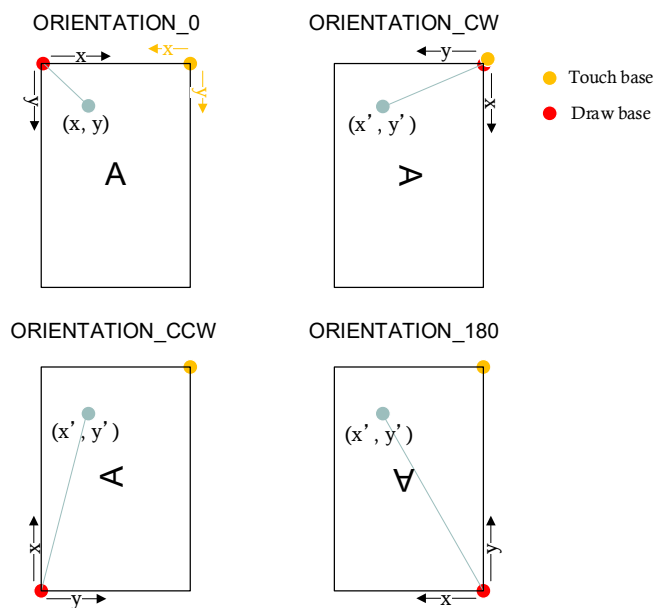 ORIENTATION_0
x
x
y
y
(x, y)
A
ORIENTATION_CW
y
x
(x’, y’)
A
Touch base
Draw base
ORIENTATION_CCW
(x’, y’)
A
x
y
ORIENTATION_180
(x’, y’)
A
y
x